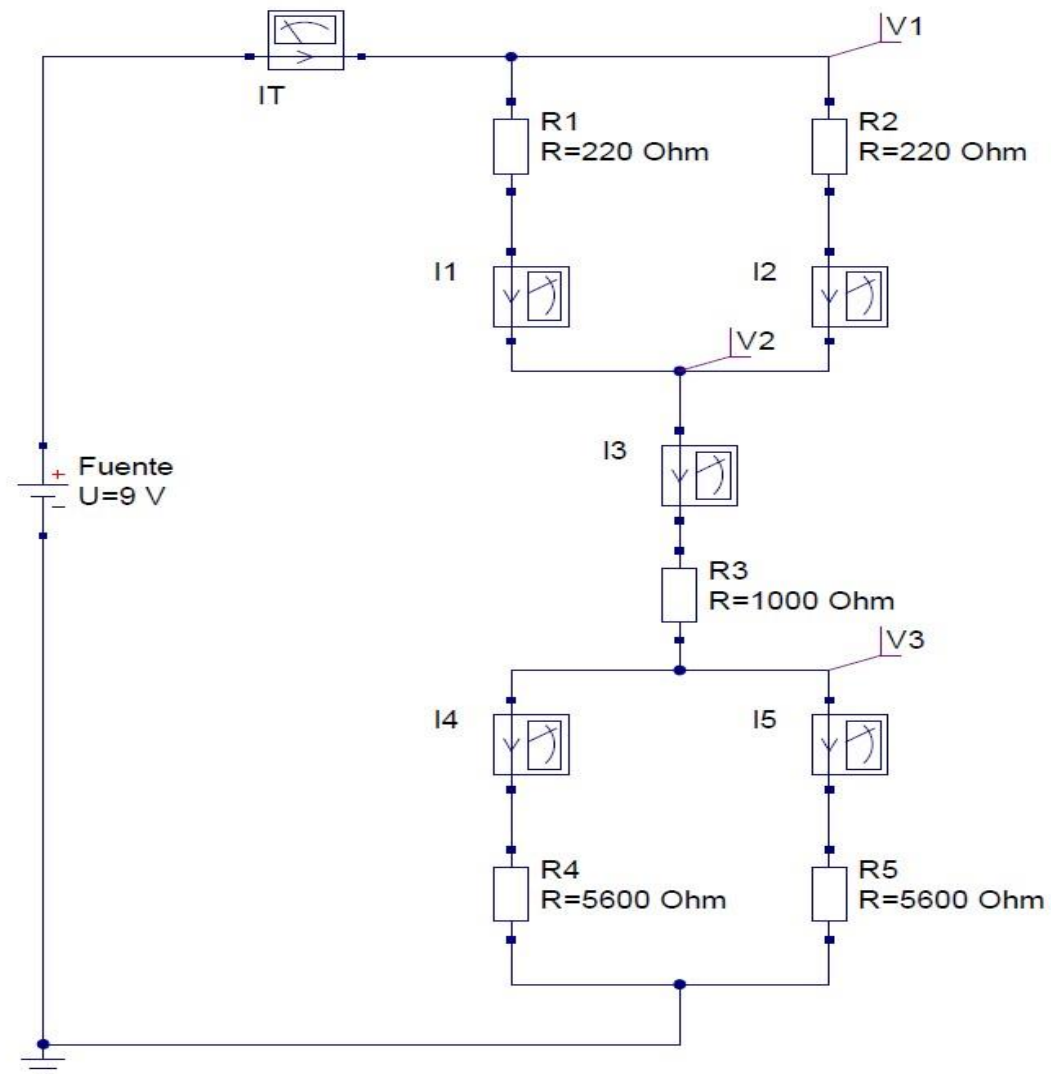 V1
IT
R1
R=220 Ohm
R2
R=220 Ohm
I1
I2
V2
I3
+ Fuente
U=9 V
R3
R=1000 Ohm
V3
I4
I5
R4
R=5600 Ohm
R5
R=5600 Ohm